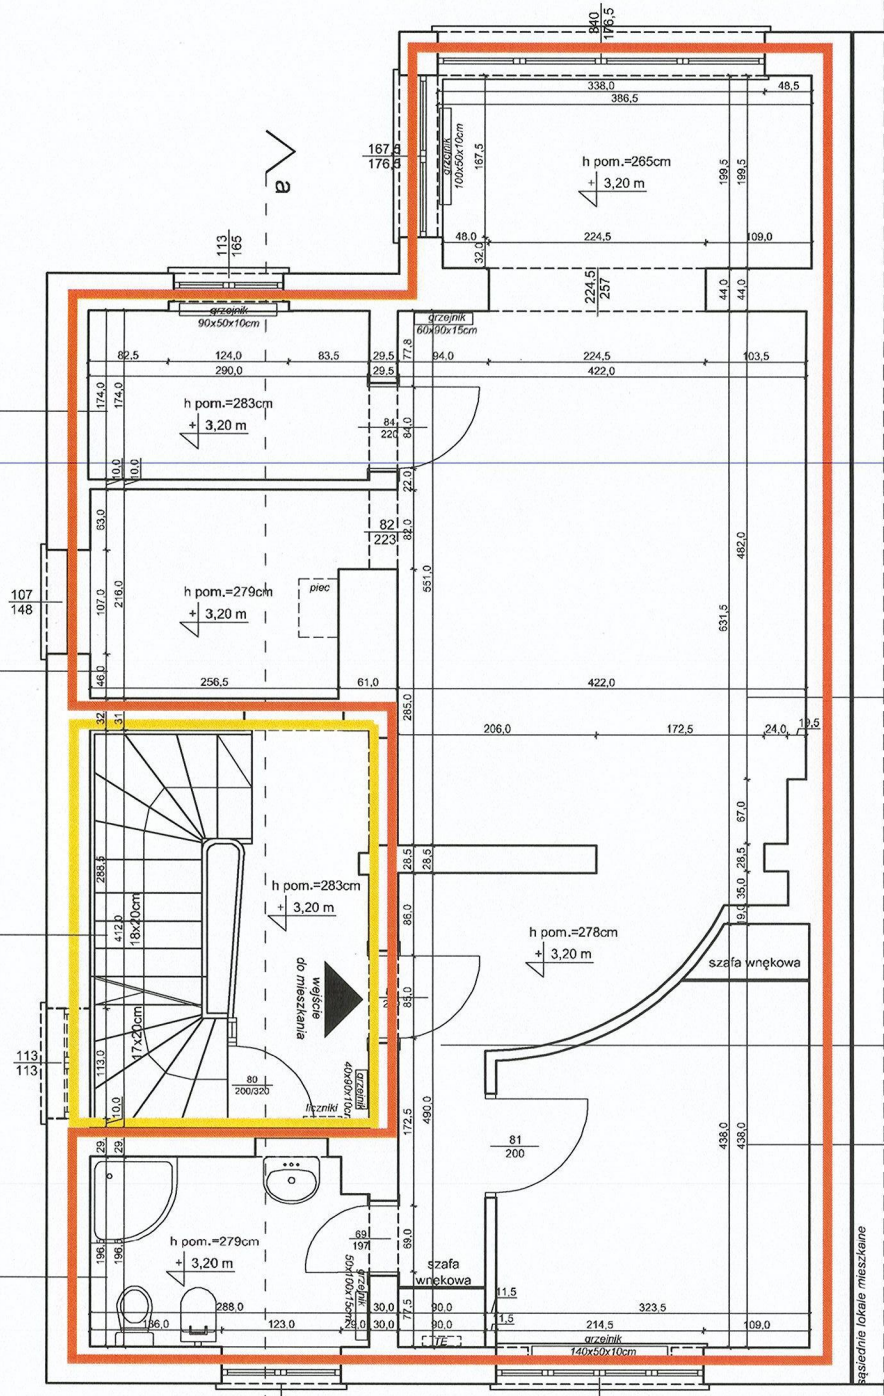 840
176,5
338,0
48,5
386,5
167,5
176,5
grzejnik
100x50x10cm
167,5
h pom.=265cm
+ 3,20 m
199,5
199,5
a
113
165
48,0
32,0
224,5
109,0
224,5
257
44,0
44,0
grzejnik
90x50x10cm
grzejnik
60x90x15cm
82,5
124,0
83,5
29,5
77,8
94,0
224,5
103,5
290,0
29,5
422,0
174,0
174,0
h pom.=283cm
+ 3,20 m
84
220
84,0
10,0
10,0
22,0
63,0
82
223
82,0
482,0
107
148
107,0
216,0
h pom.=279cm
+ 3,20 m
piec
551,0
631,5
46,0
256,5
61,0
422,0
285,0
32
31
206,0
172,5
24,0
19,5
67,0
288,5
28,5
28,5
28,5
h pom.=283cm
+ 3,20 m
35,0
19,0
412,0
18x20cm
86,0
h pom.=278cm
+ 3,20 m
szafa wnękowa
wejście
do mieszkania
85,0
17x20cm
113
113
113,0
80
200/320
grzejnik
40x90x10cm
liczniki
10,0
172,5
490,0
29
29
81
200
438,0
438,0
196,5
196,5
h pom.=279cm
+ 3,20 m
69
197
69,0
grzejnik
50x100x15cm
szafa
wnękowa
288,0
30,0
77,5
90,0
11,5
323,5
136,0
123,0
29,0
30,0
90,0
11,5
214,5
109,0
TE
grzejnik
140x50x10cm
sąsiednie lokale mieszkalne